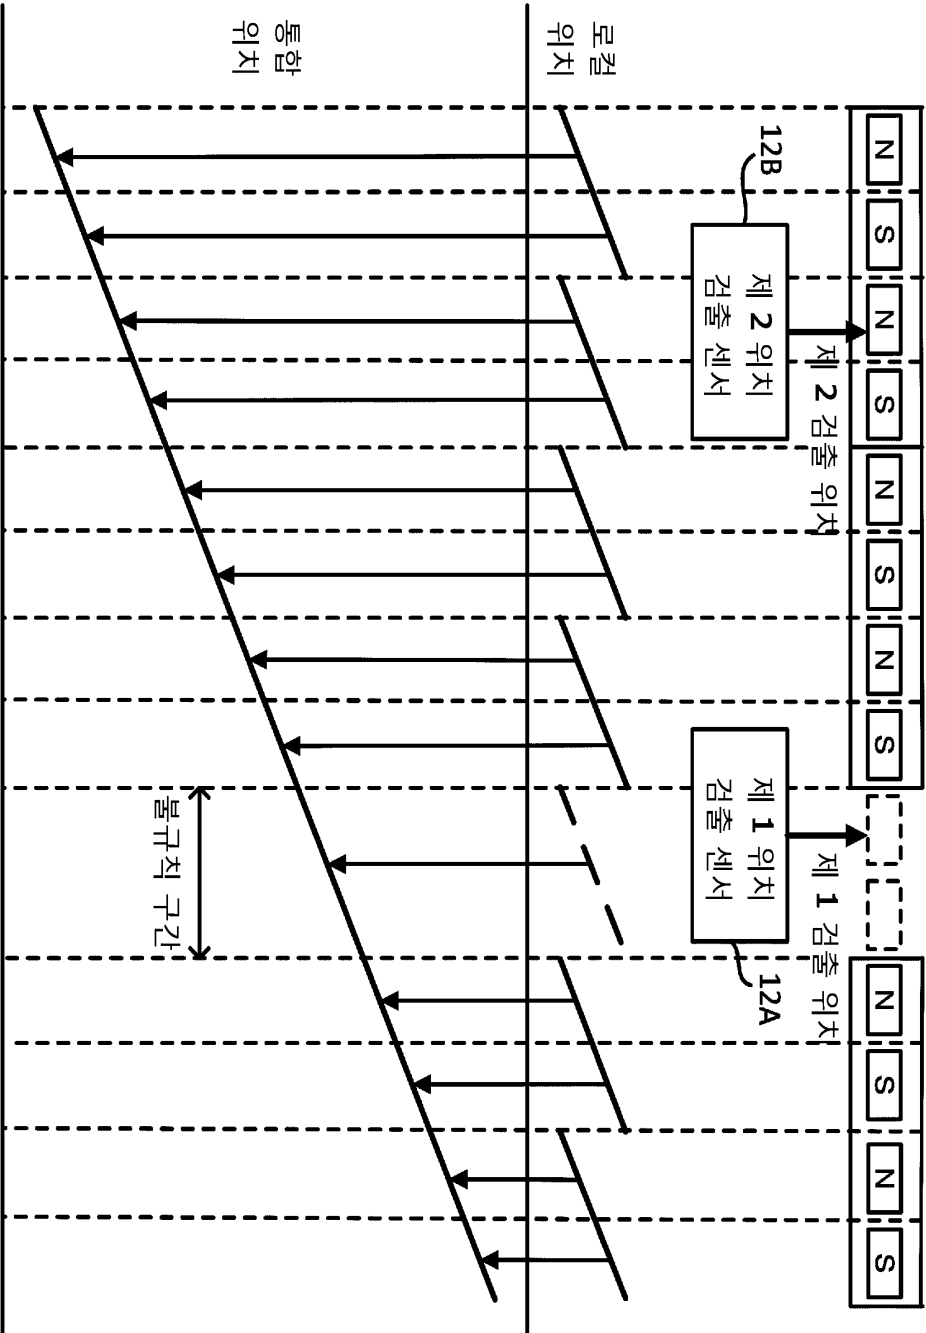 N S N S N S N S N S N S
제 2 검출 위치
제 1 검출 위치
12B
제 2 위치
검출 센서
제 1 위치
검출 센서
12A
로컬
위치
통합
위치
불규칙 구간